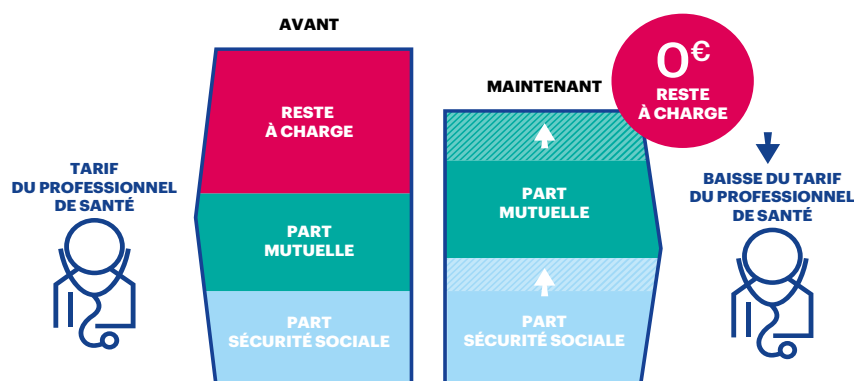 AVANT
RESTE
À CHARGE
TARIF
DU PROFESSIONNEL
DE SANTÉ
PART
MUTUELLE
PART
SÉCURITÉ SOCIALE
MAINTENANT
0€
RESTE
À CHARGE
PART
MUTUELLE
PART
SÉCURITÉ SOCIALE
BAISSE DU TARIF
DU PROFESSIONNEL
DE SANTÉ